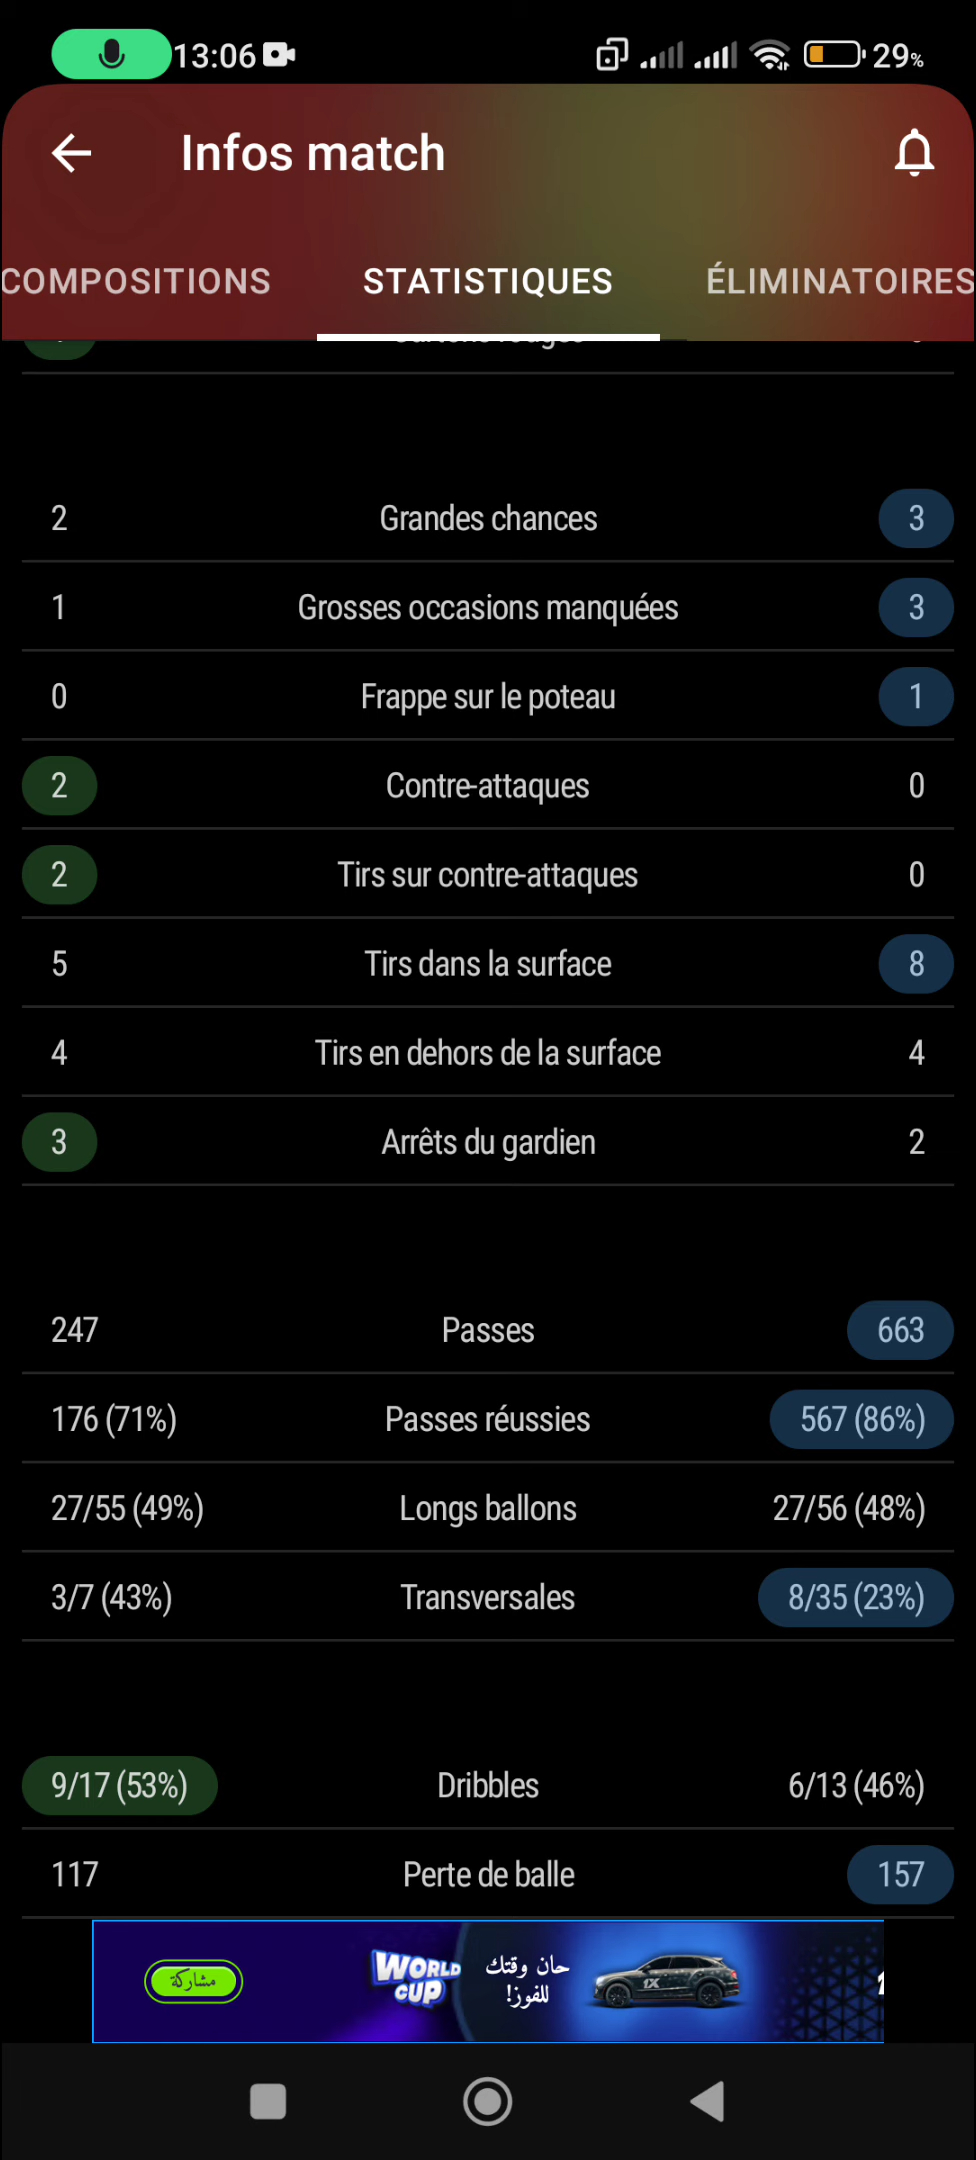 13:06 29%
Infos match
COMPOSITIONS STATISTIQUES ÉLIMINATOIRES
2 Grandes chances 3
1 Grosses occasions manquées 3
0 Frappe sur le poteau 1
2 Contre-attaques 0
2 Tirs sur contre-attaques 0
5 Tirs dans la surface 8
4 Tirs en dehors de la surface 4
3 Arrêts du gardien 2
247 Passes 663
176 (71%) Passes réussies 567 (86%)
27/55 (49%) Longs ballons 27/56 (48%)
3/7 (43%) Transversales 8/35 (23%)
9/17 (53%) Dribbles 6/13 (46%)
117 Perte de balle 157
مشاركة
WORLD
CUP
حان وقتك
للفوز!
1X